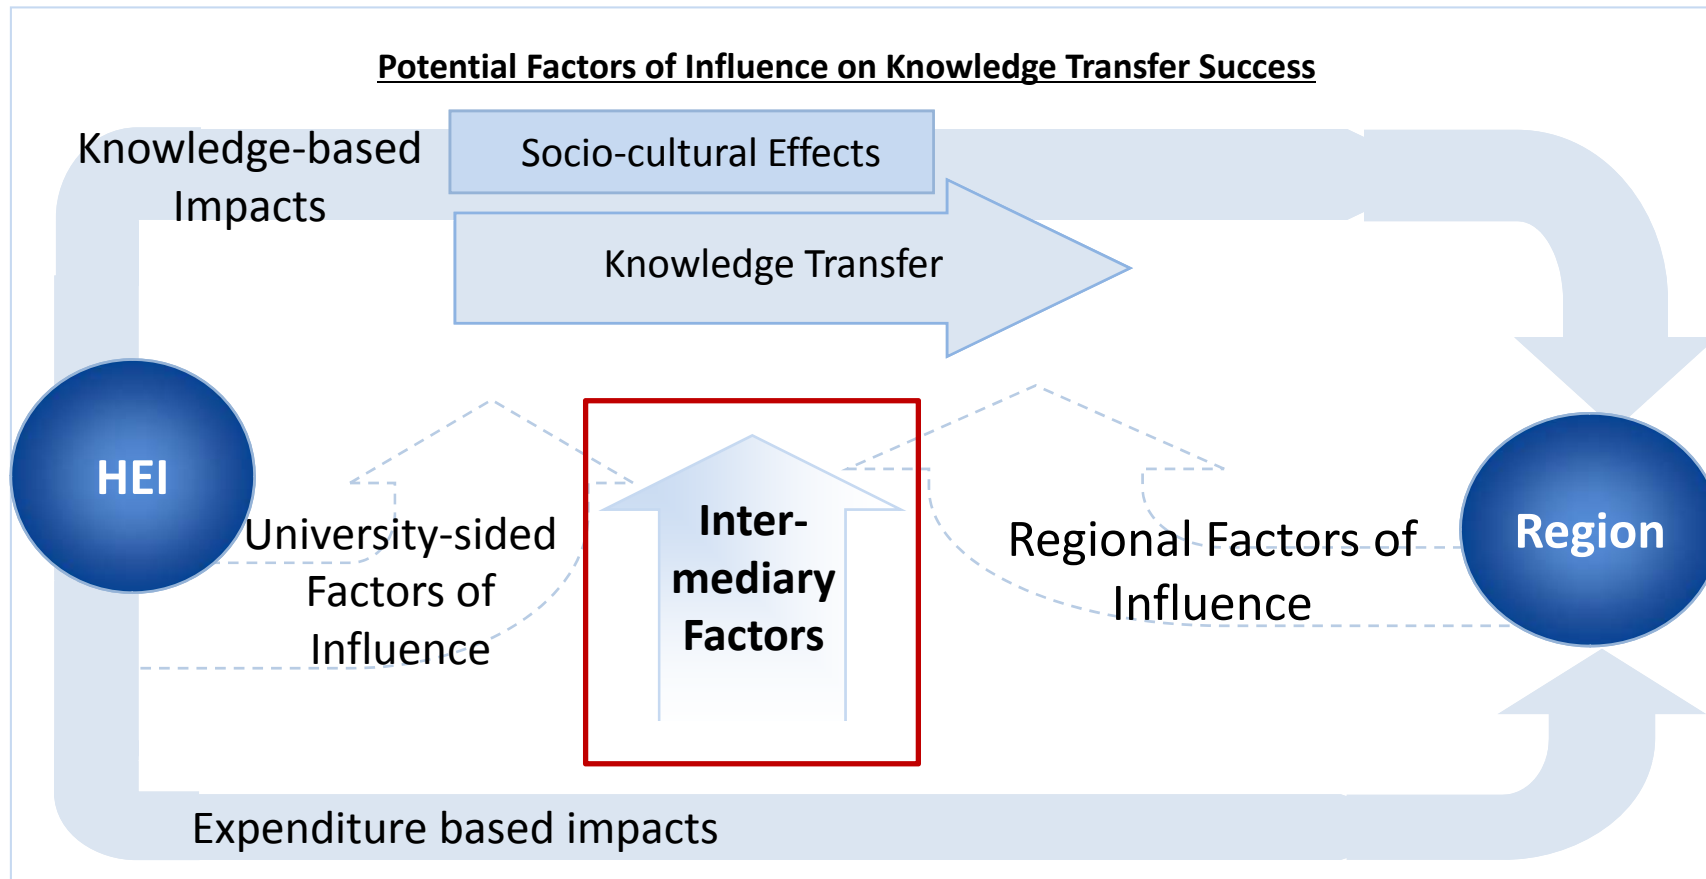 Potential Factors of Influence on Knowledge Transfer Success
Knowledge-based
Impacts
Socio-cultural Effects
Knowledge Transfer
HEI
University-sided
Factors of
Influence
Inter-
mediary
Factors
Regional Factors of
Influence
Region
Expenditure based impacts